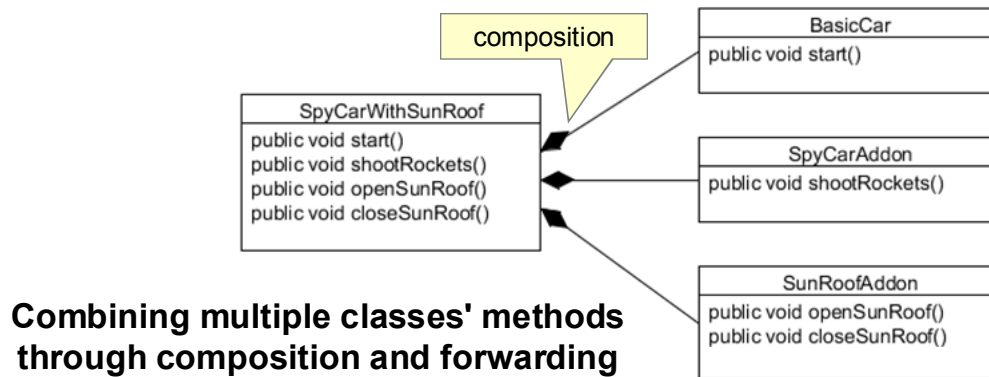 composition
SpyCarWithSunRoof
public void start()
public void shootRockets()
public void openSunRoof()
public void closeSunRoof()
BasicCar
public void start()
SpyCarAddon
public void shootRockets()
SunRoofAddon
public void openSunRoof()
public void closeSunRoof()
Combining multiple classes' methods
through composition and forwarding